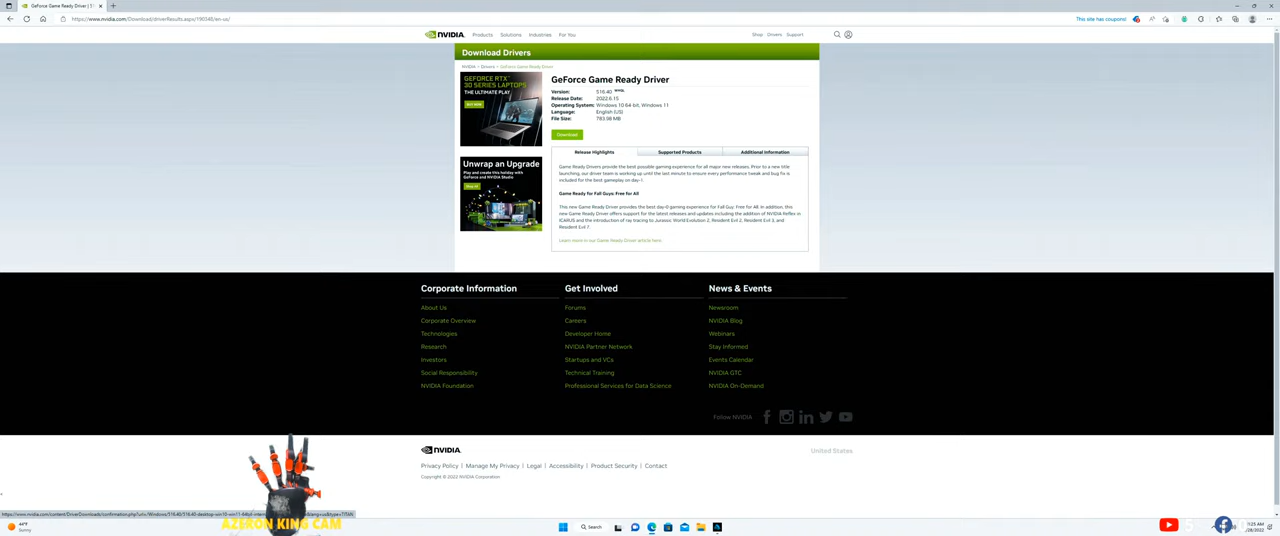 GeForce Game Ready Driver | 5
https://www.nvidia.com/Download/driverResults.aspx/190348/en-us/
This site has coupons!
NVIDIA.
Products Solutions Industries For You
Shop Drivers Support
Download Drivers
NVIDIA > Drivers > GeForce Game Ready Driver
GEFORCE RTX
30 SERIES LAPTOPS
THE ULTIMATE PLAY
BUY NOW
Unwrap an Upgrade
Play and create this holiday with
GeForce and NVIDIA Studio
GeForce Game Ready Driver
Version: 516.40 WHQL
Release Date: 2022.6.15
Operating System: Windows 10 64-bit, Windows 11
Language: English (US)
File Size: 783.98 MB
Download
Release Highlights Supported Products Additional Information
Game Ready Drivers provide the best possible gaming experience for all major new releases. Prior to a new title
launching, our driver team is working up until the last minute to ensure every performance tweak and bug fix is
included for the best gameplay on day-1.
Game Ready for Fall Guys: Free for All
This new Game Ready Driver provides the best day-0 experience for Fall Guy: Free for All. In addition, this
new Game Ready Driver offers support for the latest releases and updates including the addition of NVIDIA Reflex in
ICARUS and the introduction of ray tracing to Jurassic World Evolution 2, Resident Evil 2, Resident Evil 3, and
Resident Evil 7.
Learn more in our Game Ready Driver article here.
Corporate Information Get Involved News & Events
About Us Forums Newsroom
Corporate Overview Careers NVIDIA Blog
Technologies Developer Home Webinars
Research NVIDIA Partner Network Stay Informed
Investors Startups and VCs Events Calendar
Social Responsibility Technical Training NVIDIA GTC
NVIDIA Foundation Professional Services for Data Science NVIDIA On-Demand
Follow NVIDIA
NVIDIA.
United States
Privacy Policy | Manage My Privacy | Legal | Accessibility | Product Security | Contact
Copyright © 2022 NVIDIA Corporation
AZERON KING CAM
44°F
Sunny
Search
1:25 AM